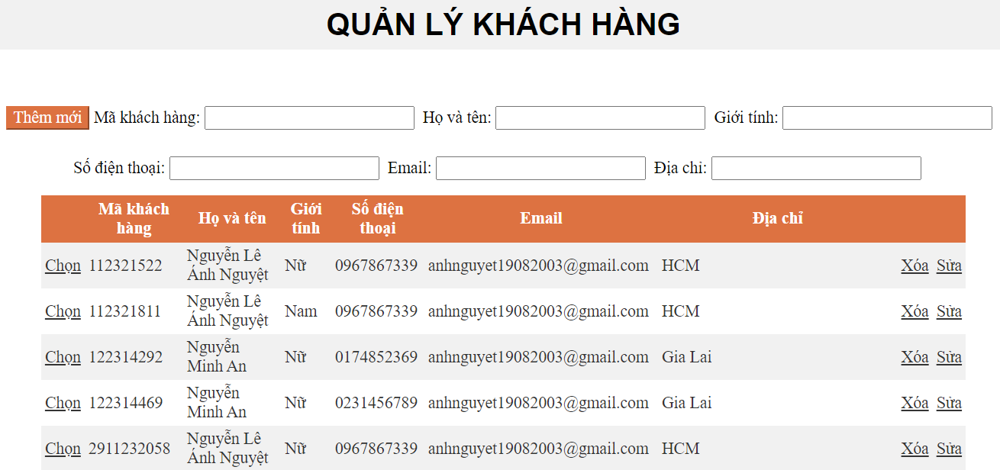 QUẢN LÝ KHÁCH HÀNG
Thêm mới Mã khách hàng: Họ và tên: Giới tính:
Số điện thoại: Email: Địa chỉ:
Mã khách hàng Họ và tên Giới tính Số điện thoại Email Địa chỉ
Chọn 112321522 Nguyễn Lê Ánh Nguyệt Nữ 0967867339 anhnguyet19082003@gmail.com HCM Xóa Sửa
Chọn 112321811 Nguyễn Lê Ánh Nguyệt Nam 0967867339 anhnguyet19082003@gmail.com HCM Xóa Sửa
Chọn 122314292 Nguyễn Minh An Nữ 0174852369 anhnguyet19082003@gmail.com Gia Lai Xóa Sửa
Chọn 122314469 Nguyễn Minh An Nữ 0231456789 anhnguyet19082003@gmail.com Gia Lai Xóa Sửa
Chọn 2911232058 Nguyễn Lê Ánh Nguyệt Nữ 0967867339 anhnguyet19082003@gmail.com HCM Xóa Sửa